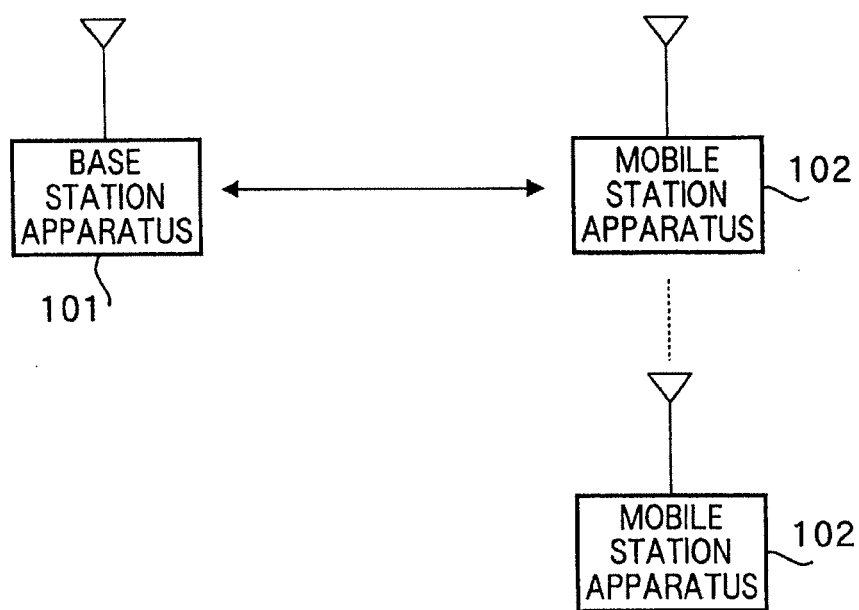 BASE
STATION
APPARATUS
101
MOBILE
STATION
APPARATUS
102
MOBILE
STATION
APPARATUS
102